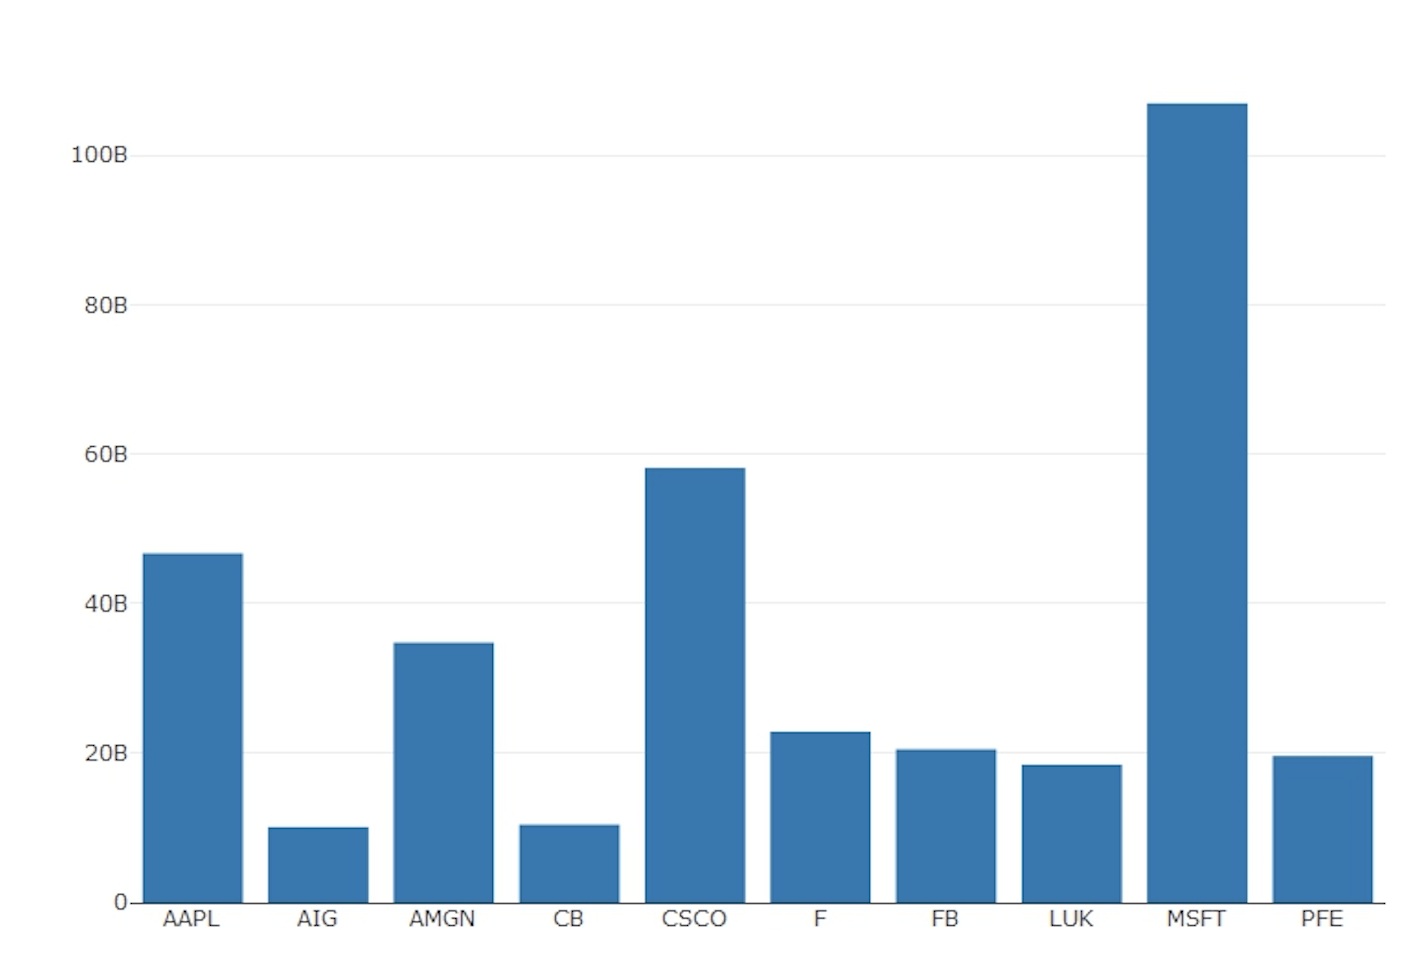 100B
80B
60B
40B
20B
0
AAPL AIG AMGN CB CSCO F FB LUK MSFT PFE